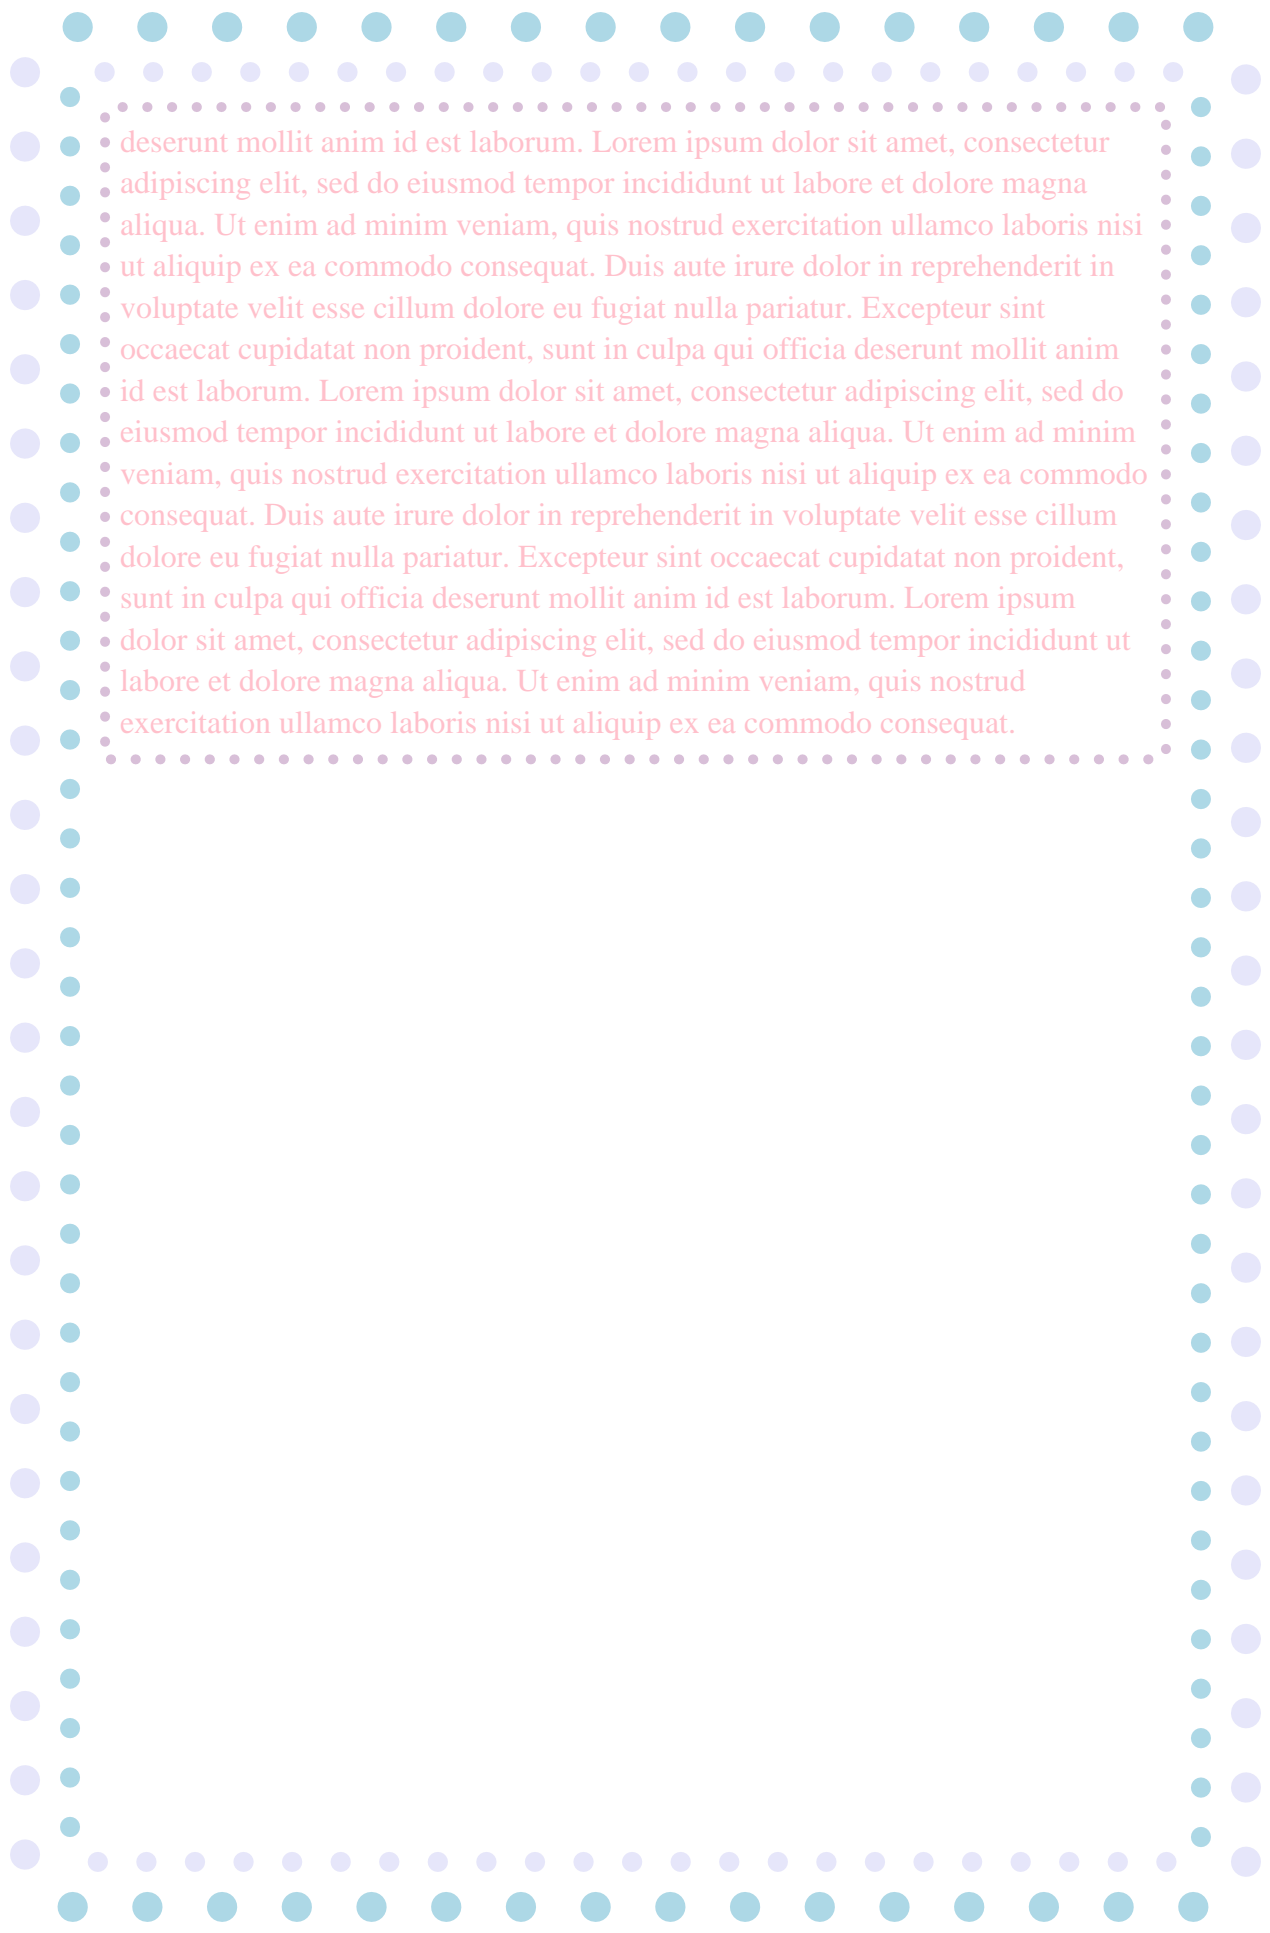 deserunt mollit anim id est laborum. Lorem ipsum dolor sit amet, consectetur
adipiscing elit, sed do eiusmod tempor incididunt ut labore et dolore magna
aliqua. Ut enim ad minim veniam, quis nostrud exercitation ullamco laboris nisi
ut aliquip ex ea commodo consequat. Duis aute irure dolor in reprehenderit in
voluptate velit esse cillum dolore eu fugiat nulla pariatur. Excepteur sint
occaecat cupidatat non proident, sunt in culpa qui officia deserunt mollit anim
id est laborum. Lorem ipsum dolor sit amet, consectetur adipiscing elit, sed do
eiusmod tempor incididunt ut labore et dolore magna aliqua. Ut enim ad minim
veniam, quis nostrud exercitation ullamco laboris nisi ut aliquip ex ea commodo
consequat. Duis aute irure dolor in reprehenderit in voluptate velit esse cillum
dolore eu fugiat nulla pariatur. Excepteur sint occaecat cupidatat non proident,
sunt in culpa qui officia deserunt mollit anim id est laborum. Lorem ipsum
dolor sit amet, consectetur adipiscing elit, sed do eiusmod tempor incididunt ut
labore et dolore magna aliqua. Ut enim ad minim veniam, quis nostrud
exercitation ullamco laboris nisi ut aliquip ex ea commodo consequat.